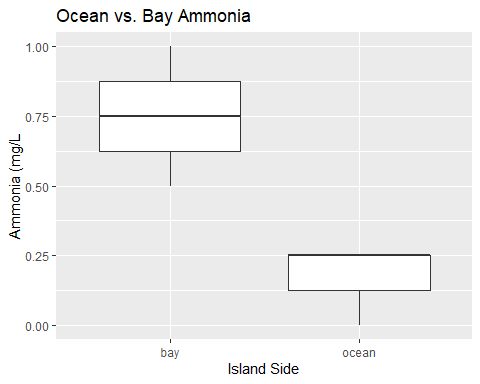 Ocean vs. Bay Ammonia
1.00
0.75
0.50
0.25
0.00
Ammonia (mg/L
bay
ocean
Island Side